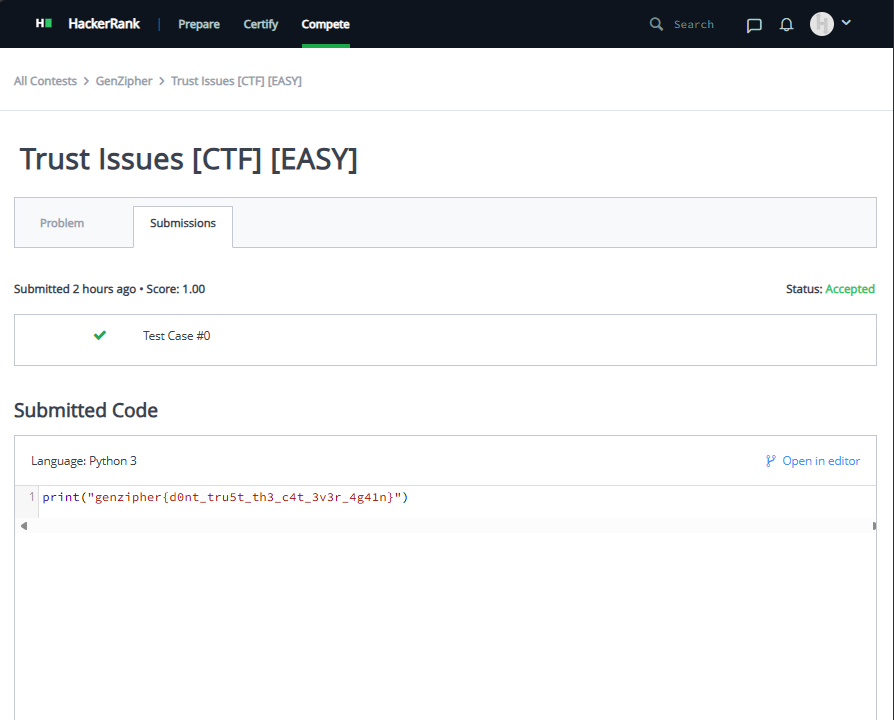 HackerRank | Prepare Certify Compete Search
All Contests > GenZipher > Trust Issues [CTF] [EASY]
Trust Issues [CTF] [EASY]
Problem Submissions
Submitted 2 hours ago • Score: 1.00 Status: Accepted
Test Case #0
Submitted Code
Language: Python 3 Open in editor
1 print("genzipher{d0nt_tru5t_th3_c4t_3v3r_4g41n}")